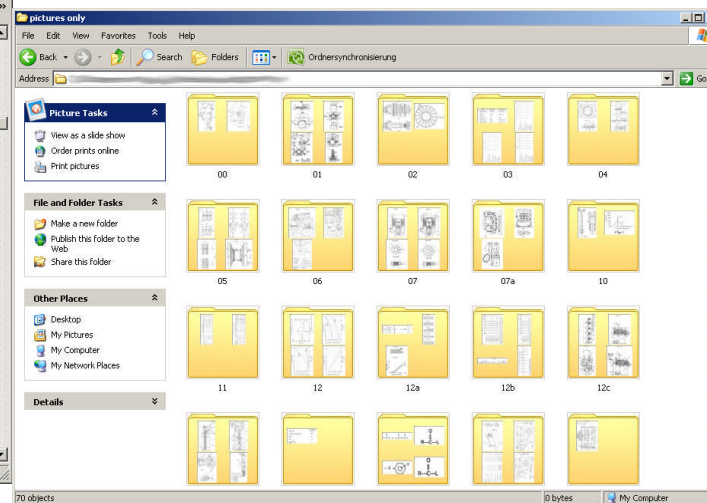 pictures only
File Edit View Favorites Tools Help
Back Search Folders Ordnersynchronisierung
Address Go
Picture Tasks
View as a slide show
Order prints online
Print pictures
File and Folder Tasks
Make a new folder
Publish this folder to the
Web
Share this folder
Other Places
Desktop
My Pictures
My Computer
My Network Places
Details
00 01 02 03 04
05 06 07 07a 10
11 12 12a 12b 12c
70 objects 0 bytes My Computer